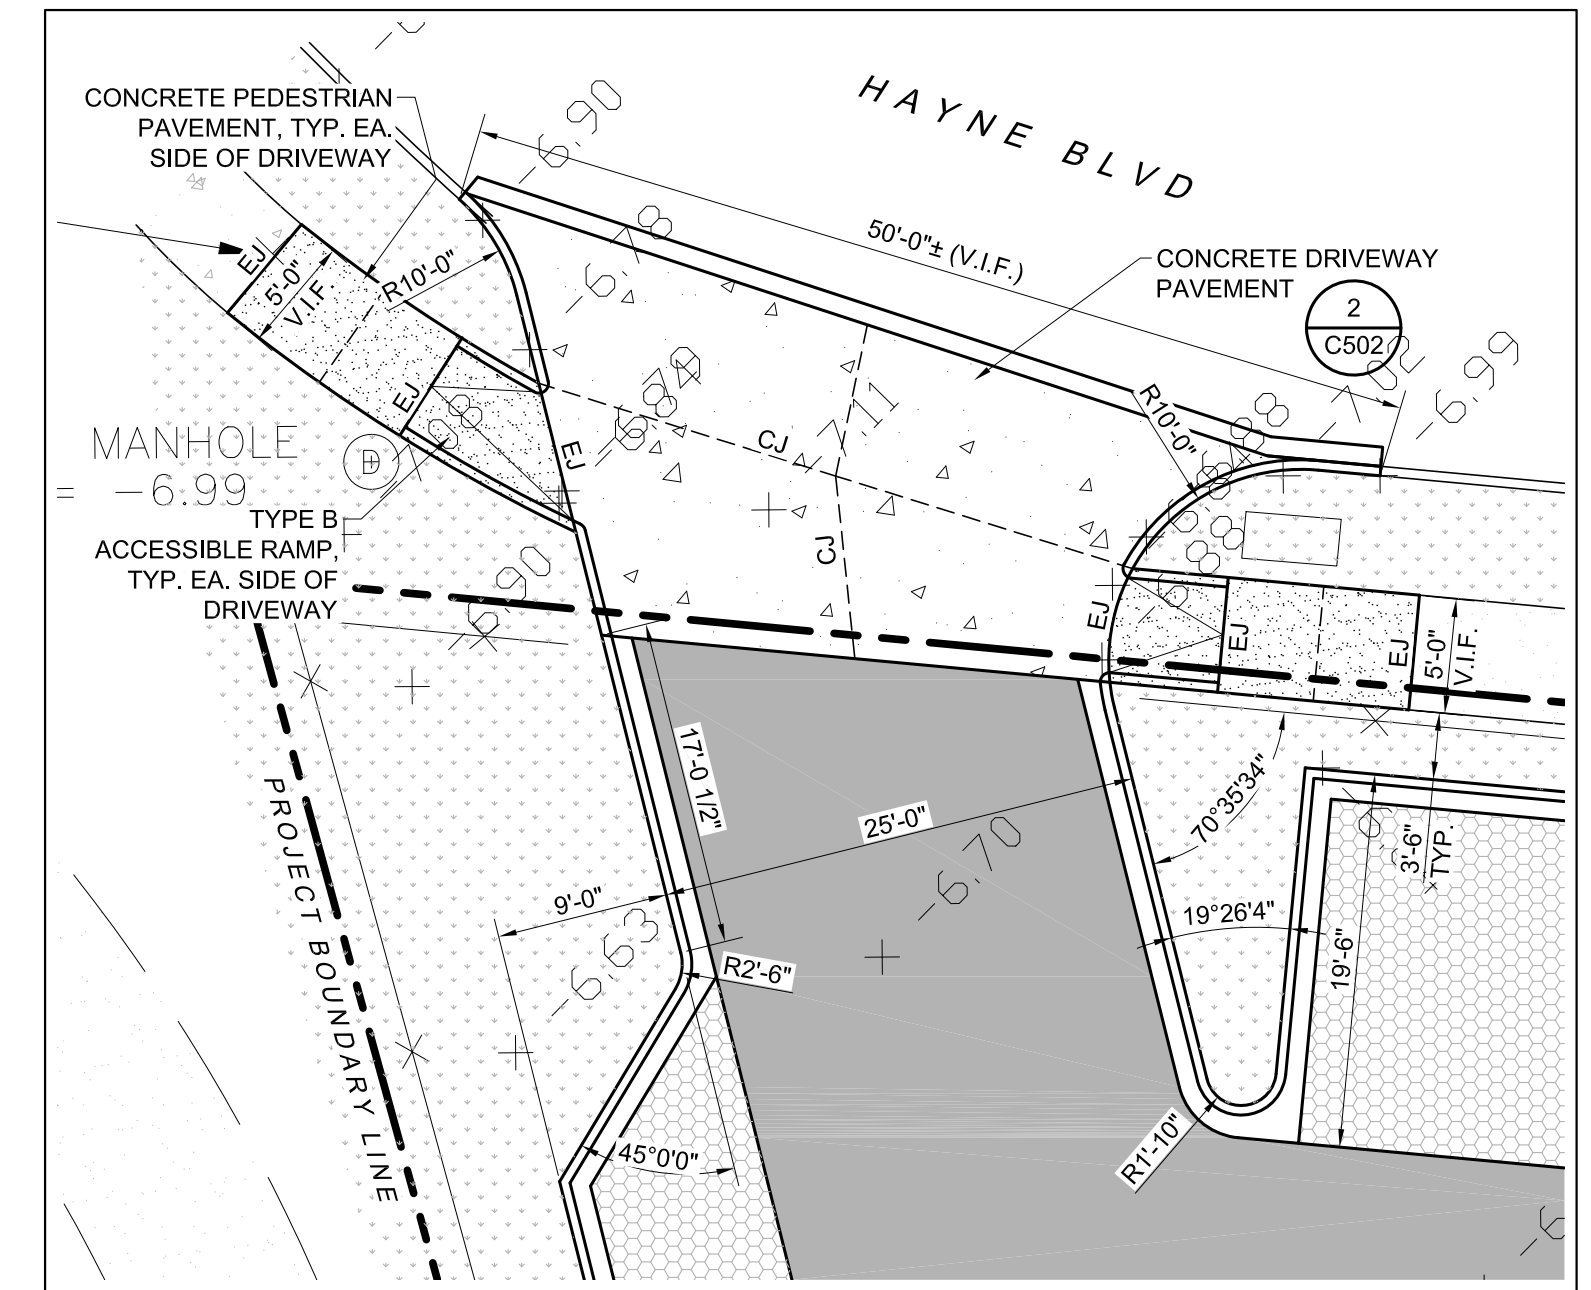 CONCRETE PEDESTRIAN
PAVEMENT, TYP. EA.
SIDE OF DRIVEWAY
HAYNE BLVD
-6.90
50'-0"± (V.I.F.)
CONCRETE DRIVEWAY
PAVEMENT
2
C502
-6.99
EJ
5'-0"
V.I.F.
R10'-0"
-6.78
EJ
EJ
CJ
-7.11
CJ
R10'-0"
MANHOLE
= -6.99
D
TYPE B
ACCESSIBLE RAMP,
TYP. EA. SIDE OF
DRIVEWAY
-6.90
EJ
EJ
EJ
5'-0"
V.I.F.
PROJECT BOUNDARY LINE
17'-0 1/2"
25'-0"
-6.70
70°35'34"
3'-6"
TYP.
9'-0"
-6.63
19°26'4"
19'-6"
R2'-6"
45°0'0"
R1'-10"